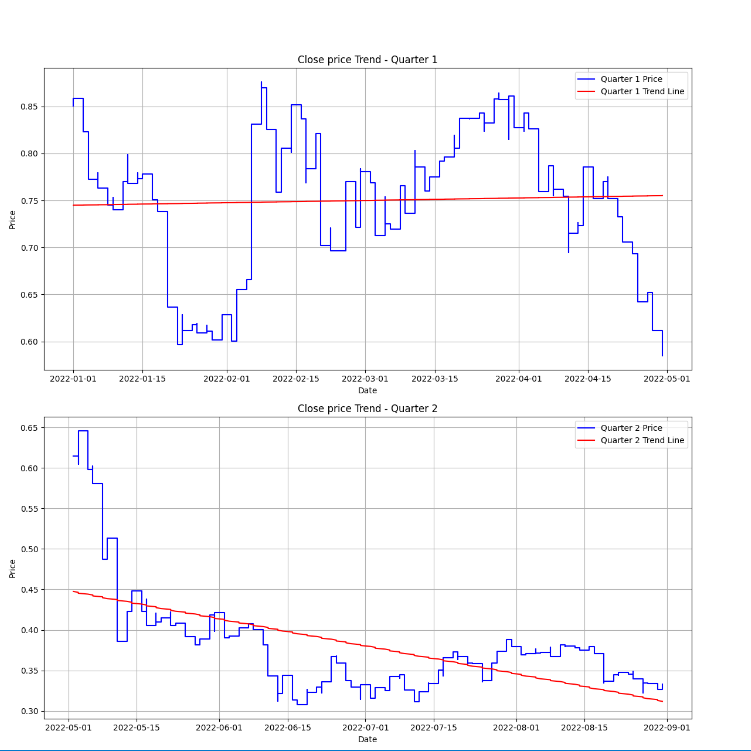 Close price Trend - Quarter 1
Quarter 1 Price
Quarter 1 Trend Line
0.85
0.80
0.75
0.70
0.65
0.60
Price
2022-01-01 2022-01-15 2022-02-01 2022-02-15 2022-03-01 2022-03-15 2022-04-01 2022-04-15 2022-05-01
Date
Close price Trend - Quarter 2
Quarter 2 Price
Quarter 2 Trend Line
0.65
0.60
0.55
0.50
0.45
0.40
0.35
0.30
Price
2022-05-01 2022-05-15 2022-06-01 2022-06-15 2022-07-01 2022-07-15 2022-08-01 2022-08-15 2022-09-01
Date